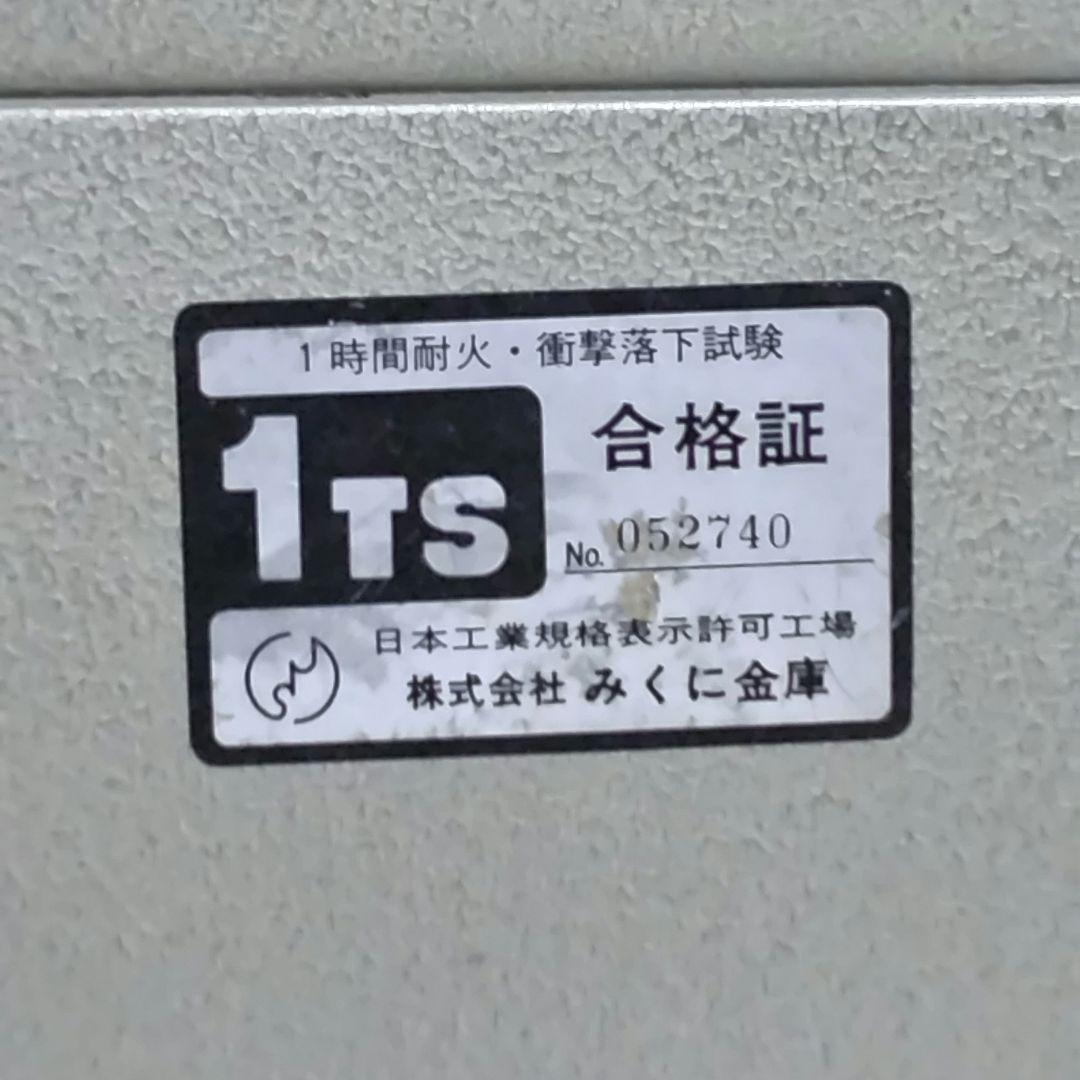 1時間耐火・衝撃落下試験
1TS
合格証
No. 052740
日本工業規格表示許可工場
株式会社 みくに金庫